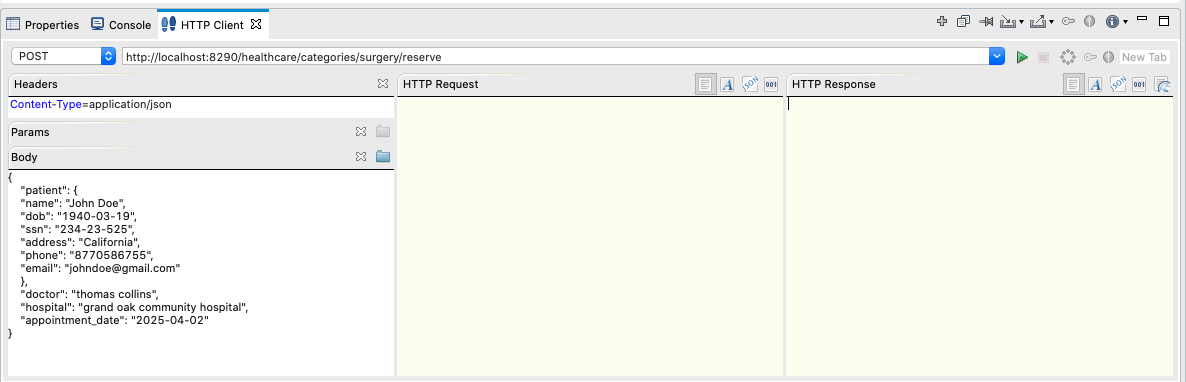 Properties Console HTTP Client
POST http://localhost:8290/healthcare/categories/surgery/reserve New Tab
Headers
Content-Type=application/json
Params
Body
{
"patient": {
"name": "John Doe",
"dob": "1940-03-19",
"ssn": "234-23-525",
"address": "California",
"phone": "8770586755",
"email": "johndoe@gmail.com"
},
"doctor": "thomas collins",
"hospital": "grand oak community hospital",
"appointment_date": "2025-04-02"
}
HTTP Request
A JSON 001
HTTP Response
A JSON 001